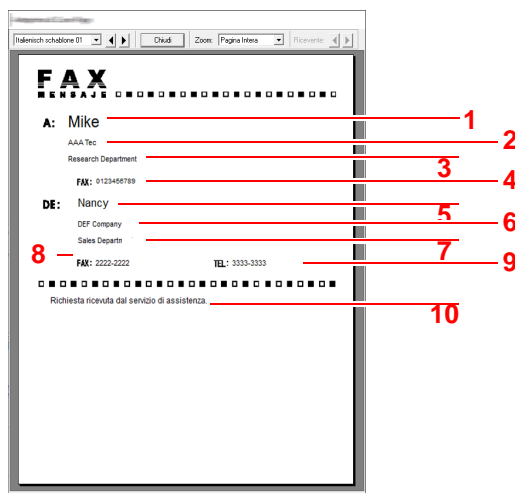 Italienisch schablone 01 Chiudi Zoom: Pagina Intera Ricevente
FAX
MENSAJE
A: Mike 1
AAA Tec 2
Research Department 3
FAX: 0123456789 4
DE: Nancy 5
DEF Company 6
Sales Departn 7
8
FAX: 2222-2222 TEL: 3333-3333 9
Richiesta ricevuta dal servizio di assistenza. 10